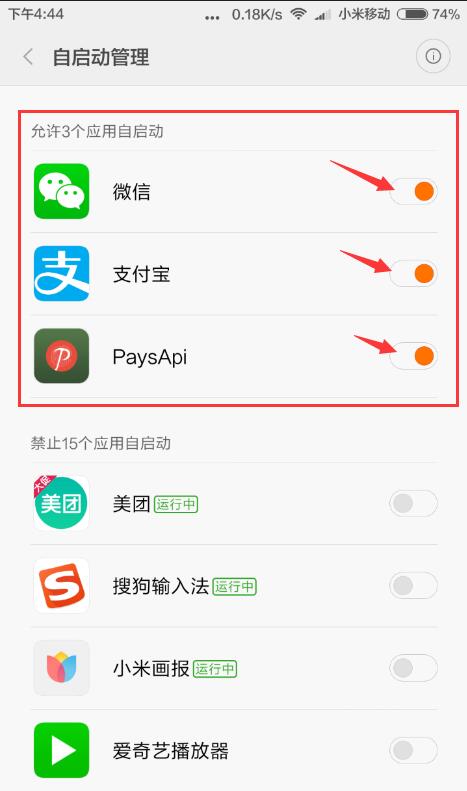 下午4:44 ... 0.18K/s 小米移动 74%
自启动管理
允许3个应用自启动
微信
支
支付宝
P
PaysApi
禁止15个应用自启动
大促
美团
美团 运行中
S
搜狗输入法 运行中
小米画报 运行中
爱奇艺播放器